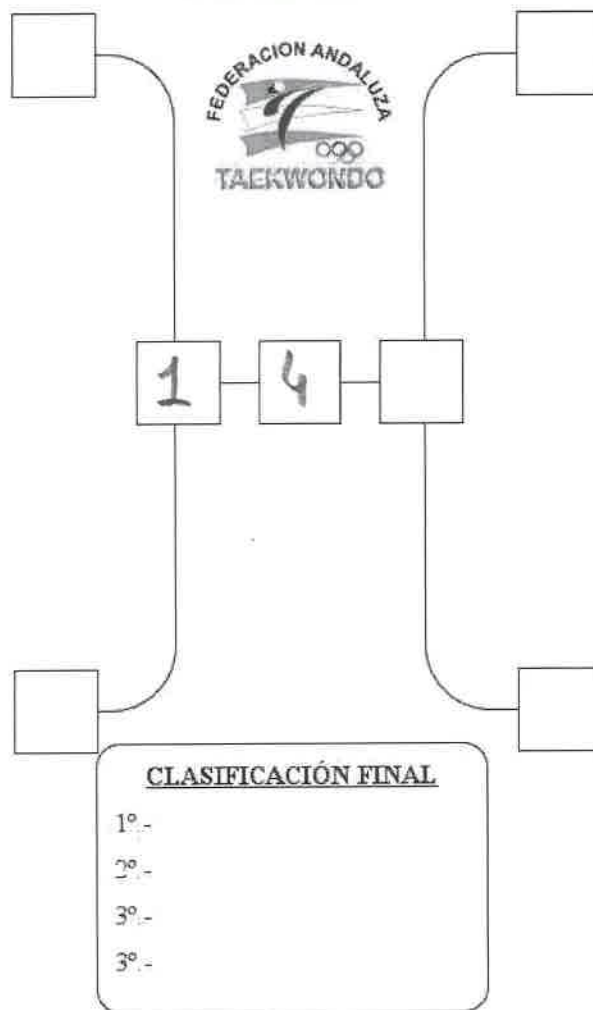 FEDERACION ANDALUZA
TAEKWONDO
1 4
CLASIFICACIÓN FINAL
1º.-
2º.-
3º.-
3º.-